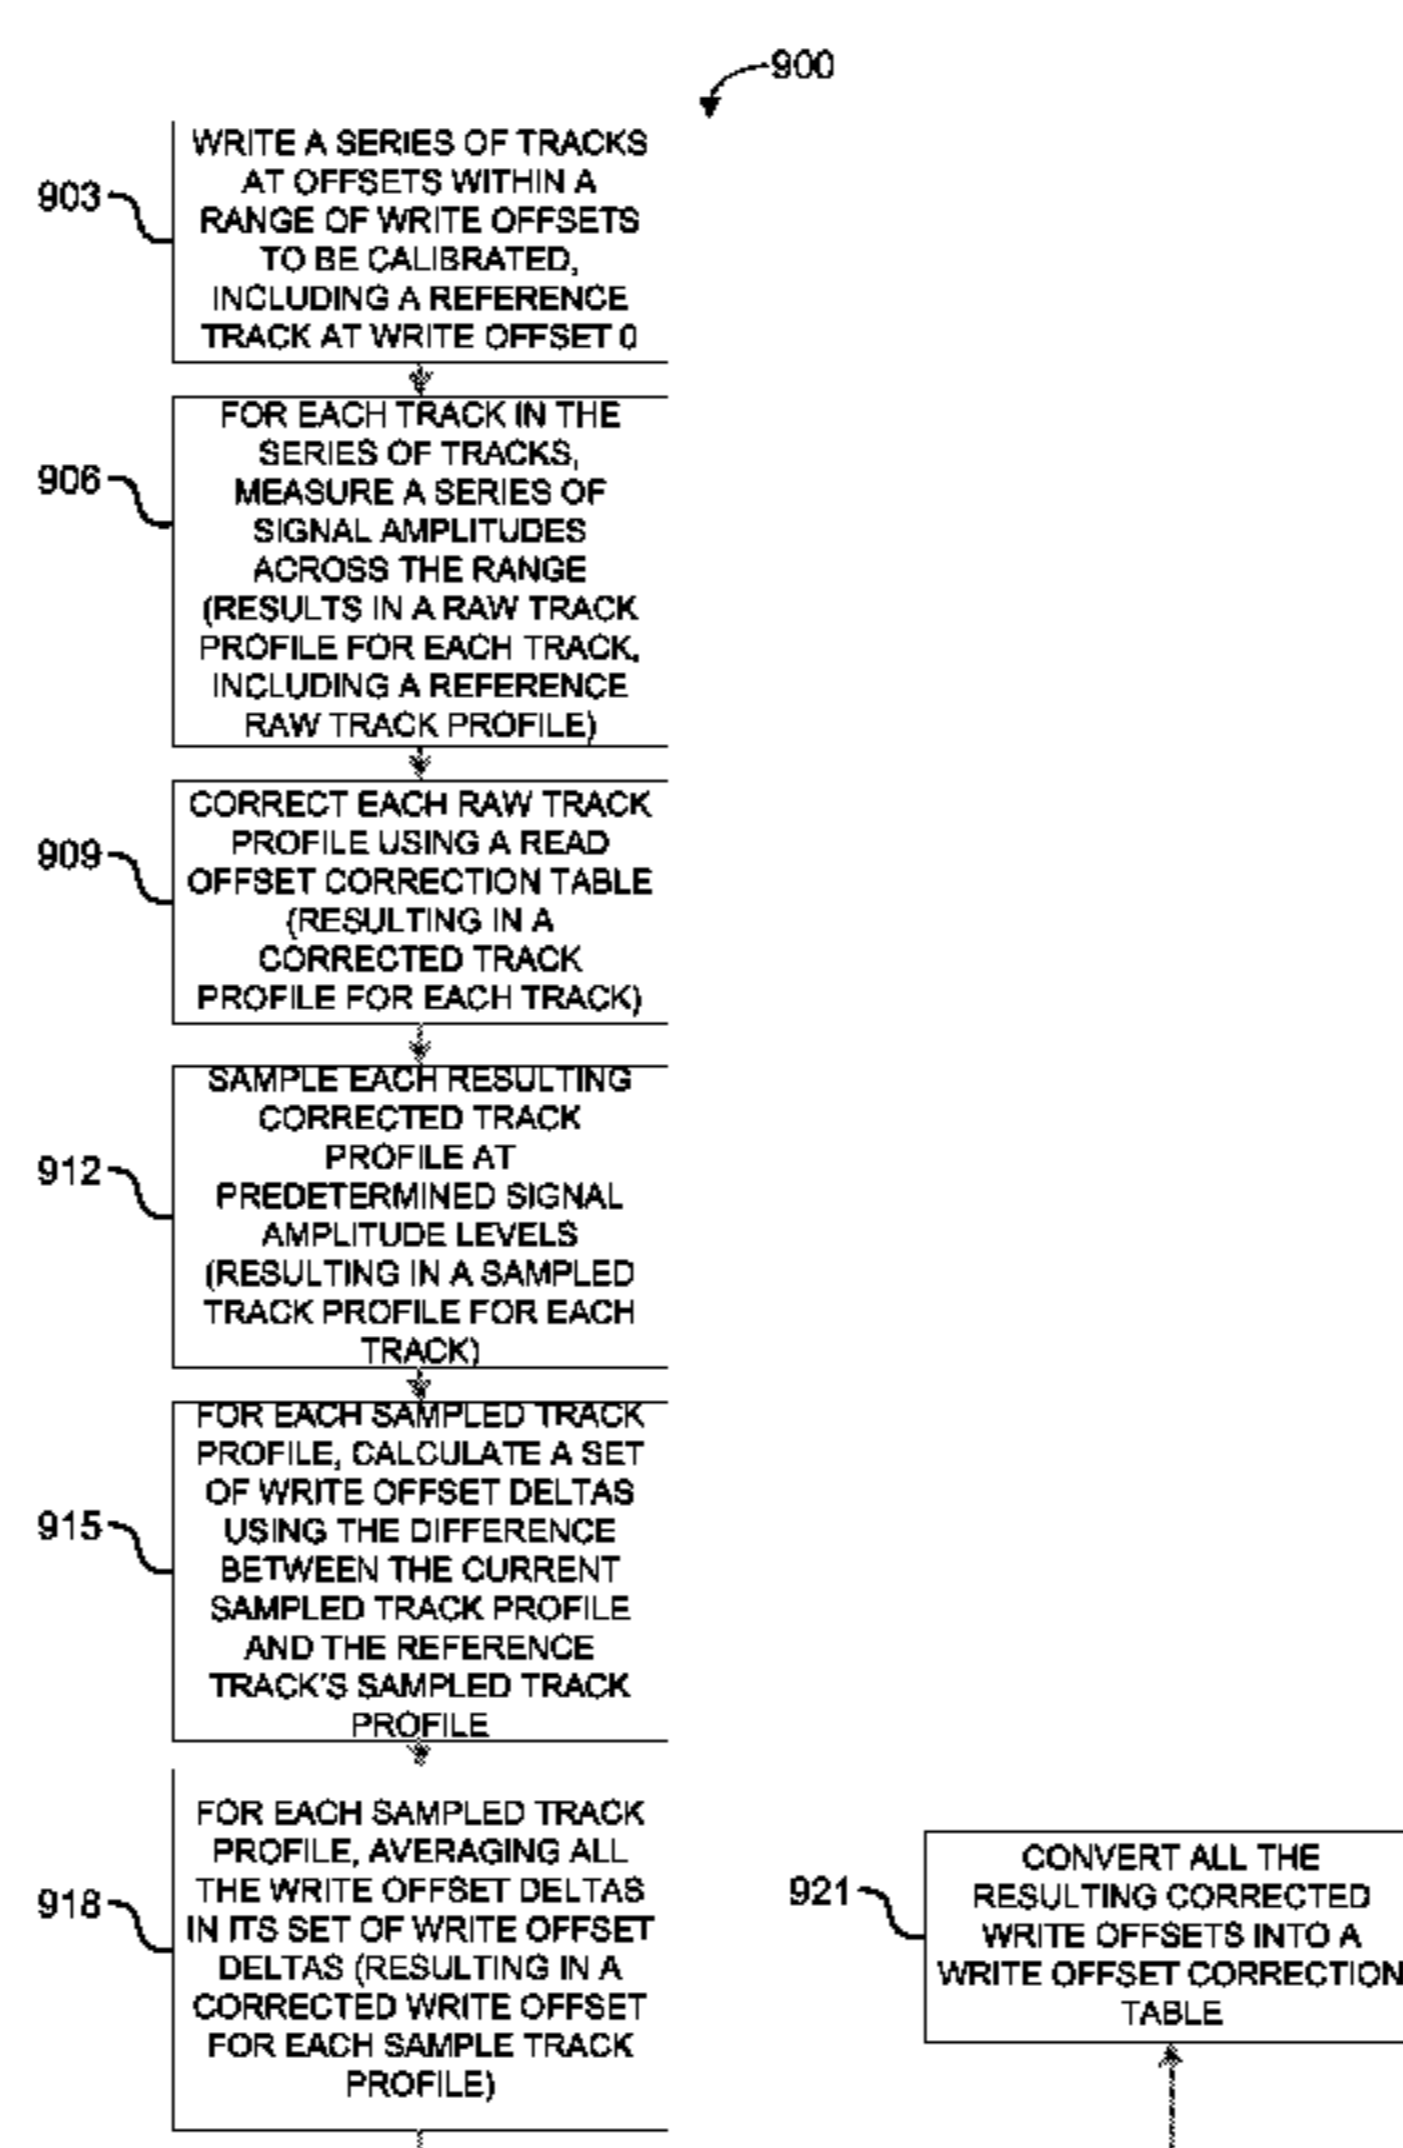 900
903
WRITE A SERIES OF TRACKS
AT OFFSETS WITHIN A
RANGE OF WRITE OFFSETS
TO BE CALIBRATED,
INCLUDING A REFERENCE
TRACK AT WRITE OFFSET 0
906
FOR EACH TRACK IN THE
SERIES OF TRACKS,
MEASURE A SERIES OF
SIGNAL AMPLITUDES
ACROSS THE RANGE
(RESULTS IN A RAW TRACK
PROFILE FOR EACH TRACK,
INCLUDING A REFERENCE
RAW TRACK PROFILE)
909
CORRECT EACH RAW TRACK
PROFILE USING A READ
OFFSET CORRECTION TABLE
(RESULTING IN A
CORRECTED TRACK
PROFILE FOR EACH TRACK)
912
SAMPLE EACH RESULTING
CORRECTED TRACK
PROFILE AT
PREDETERMINED SIGNAL
AMPLITUDE LEVELS
(RESULTING IN A SAMPLED
TRACK PROFILE FOR EACH
TRACK)
915
FOR EACH SAMPLED TRACK
PROFILE, CALCULATE A SET
OF WRITE OFFSET DELTAS
USING THE DIFFERENCE
BETWEEN THE CURRENT
SAMPLED TRACK PROFILE
AND THE REFERENCE
TRACK'S SAMPLED TRACK
PROFILE
918
FOR EACH SAMPLED TRACK
PROFILE, AVERAGING ALL
THE WRITE OFFSET DELTAS
IN ITS SET OF WRITE OFFSET
DELTAS (RESULTING IN A
CORRECTED WRITE OFFSET
FOR EACH SAMPLE TRACK
PROFILE)
921
CONVERT ALL THE
RESULTING CORRECTED
WRITE OFFSETS INTO A
WRITE OFFSET CORRECTION
TABLE